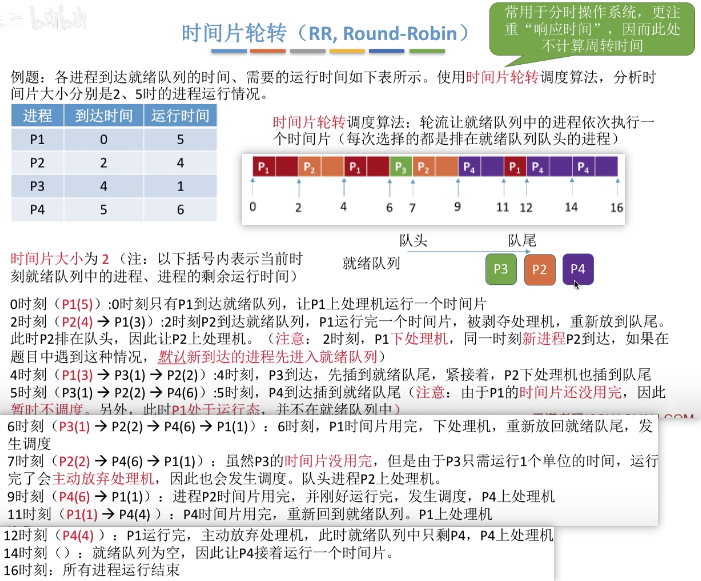 bilibili
时间片轮转（RR, Round-Robin）
常用于分时操作系统，更注
重“响应时间”，因而此处
不计算周转时间
例题：各进程到达就绪队列的时间、需要的运行时间如下表所示。使用时间片轮转调度算法，分析时
间片大小分别是2、5时的进程运行情况。
进程 到达时间 运行时间
P1 0 5
P2 2 4
P3 4 1
P4 5 6
时间片轮转调度算法：轮流让就绪队列中的进程依次执行一
个时间片（每次选择的都是排在就绪队列队头的进程）
P1 P2 P1 P3 P2 P4 P1 P4 P4
0 2 4 6 7 9 11 12 14 16
时间片大小为 2（注：以下括号内表示当前时
刻就绪队列中的进程、进程的剩余运行时间）
队头 队尾
就绪队列 P3 P2 P4
0时刻（P1(5)）:0时刻只有P1到达就绪队列，让P1上处理机运行一个时间片
2时刻（P2(4) → P1(3)）:2时刻P2到达就绪队列，P1运行完一个时间片，被剥夺处理机，重新放到队尾。
此时P2排在队头，因此让P2上处理机。（注意：2时刻，P1下处理机，同一时刻新进程P2到达，如果在
题目中遇到这种情况，默认新到达的进程先进入就绪队列）
4时刻（P1(3) → P3(1) → P2(2)）:4时刻，P3到达，先插到就绪队尾，紧接着，P2下处理机也插到队尾
5时刻（P3(1) → P2(2) → P4(6)）:5时刻，P4到达插到就绪队尾（注意：由于P1的时间片还没用完，因此
暂时不调度。另外，此时P1处于运行态，并不在就绪队列中）
6时刻（P3(1) → P2(2) → P4(6) → P1(1)）：6时刻，P1时间片用完，下处理机，重新放回就绪队尾，发
生调度
7时刻（P2(2) → P4(6) → P1(1)）：虽然P3的时间片没用完，但是由于P3只需运行1个单位的时间，运行
完了会主动放弃处理机，因此也会发生调度。队头进程P2上处理机。
9时刻（P4(6) → P1(1)）：进程P2时间片用完，并刚好运行完，发生调度，P4上处理机
11时刻（P1(1) → P4(4) ）：P4时间片用完，重新回到就绪队列。P1上处理机
12时刻（P4(4) ）：P1运行完，主动放弃处理机，此时就绪队列中只剩P4，P4上处理机
14时刻（）：就绪队列为空，因此让P4接着运行一个时间片。
16时刻：所有进程运行结束